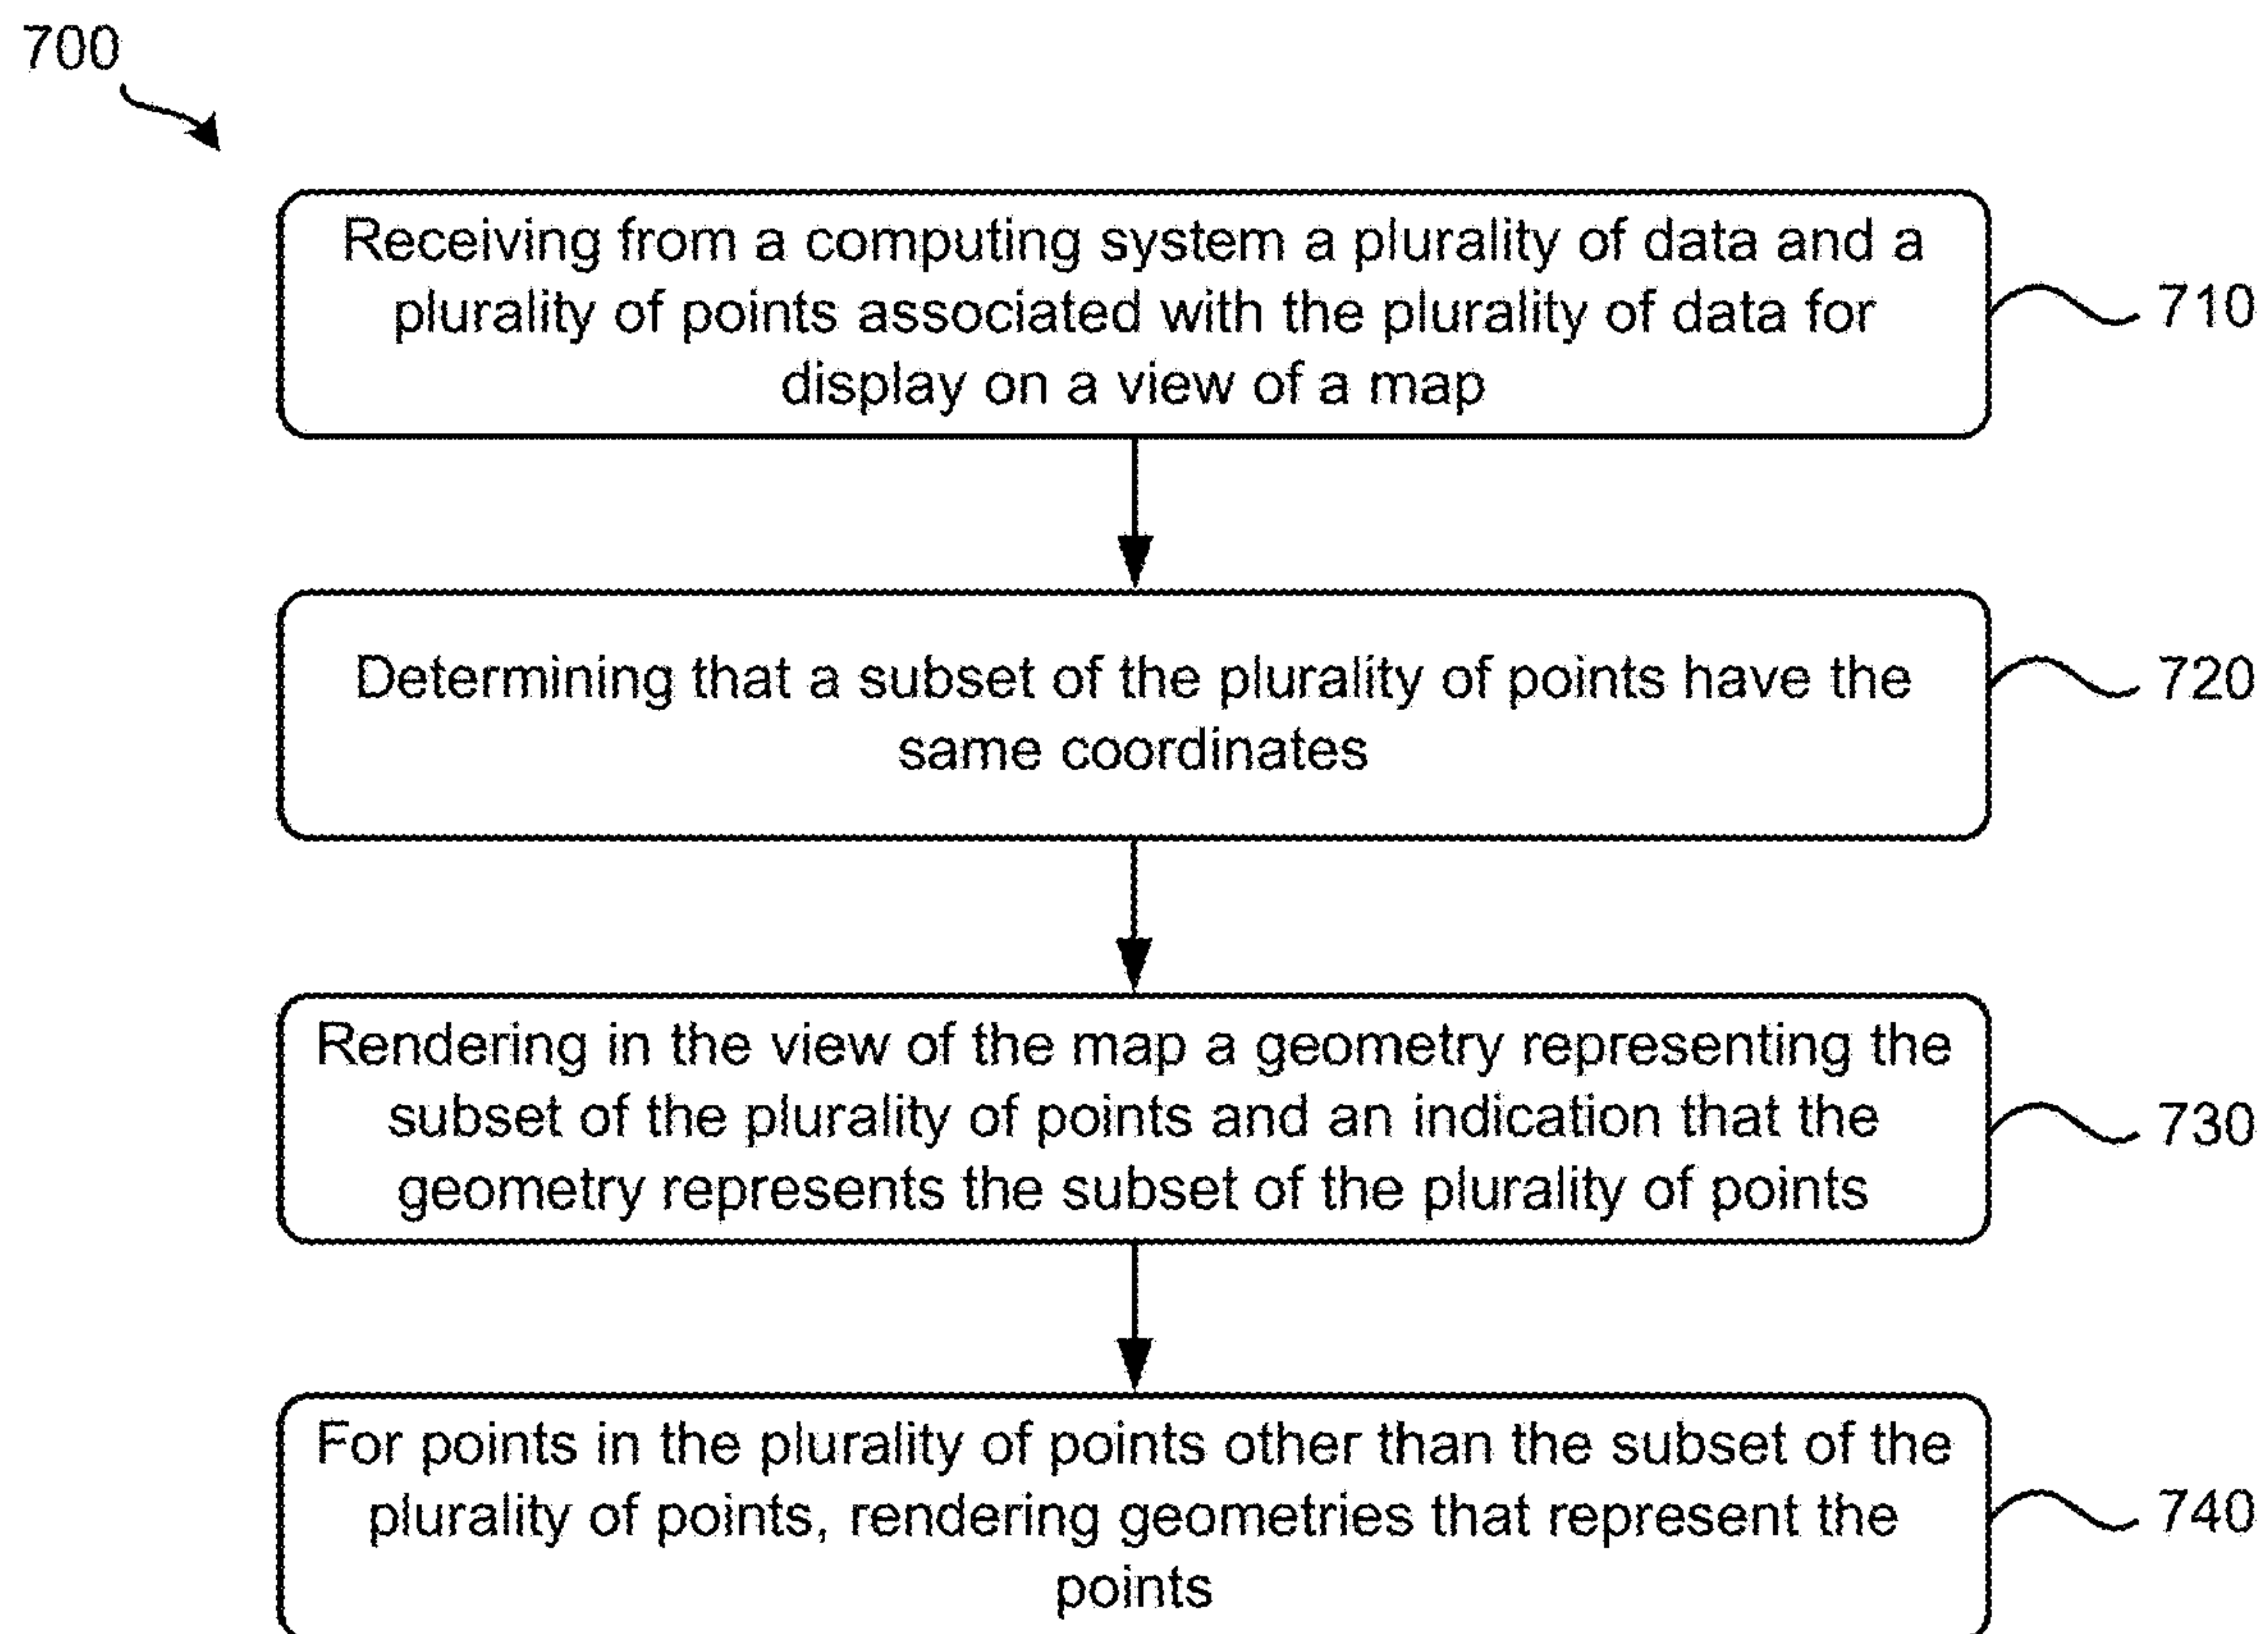 700
Receiving from a computing system a plurality of data and a
plurality of points associated with the plurality of data for
display on a view of a map
710
Determining that a subset of the plurality of points have the
same coordinates
720
Rendering in the view of the map a geometry representing the
subset of the plurality of points and an indication that the
geometry represents the subset of the plurality of points
730
For points in the plurality of points other than the subset of the
plurality of points, rendering geometries that represent the
points
740